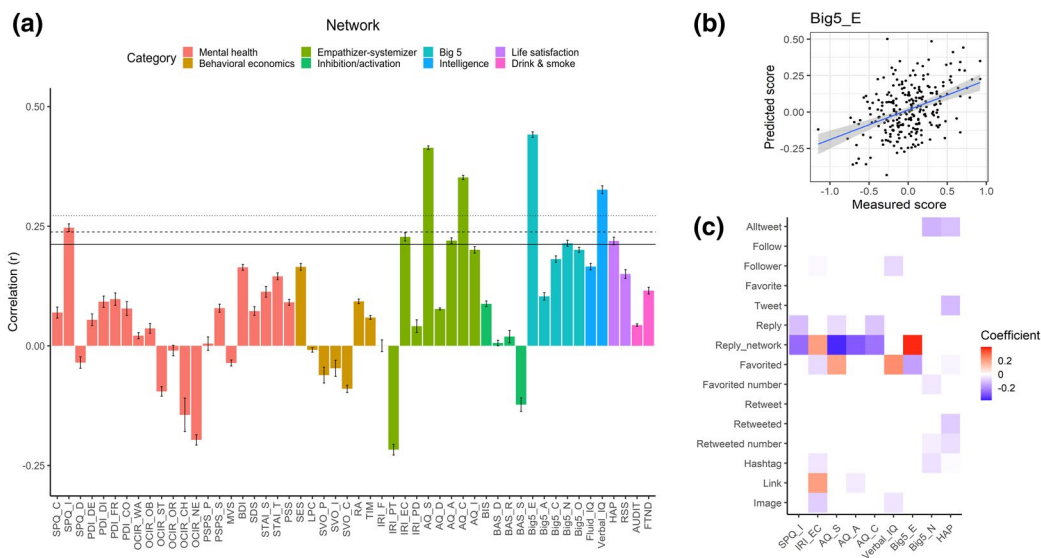 (a)
Network
Category
Mental health
Behavioral economics
Empathizer-systemizer
Inhibition/activation
Big 5
Intelligence
Life satisfaction
Drink & smoke
Correlation (r)
0.50
0.25
0.00
-0.25
SPQ_C
SPQ_I
SPQ_D
PDI_DE
PDI_DI
PDI_FR
PDI_CO
OCIR_WA
OCIR_OB
OCIR_ST
OCIR_OR
OCIR_CH
OCIR_NE
PSPS_P
PSPS_S
MVS
BDI
SDS
STAI_S
STAI_T
PSS
SES
LPC
SVO_P
SVO_I
SVO_C
RA
TIM
IRI_F
IRI_PT
IRI_EC
IRI_PD
AQ_S
AQ_D
AQ_A
AQ_C
AQ_I
BIS
BAS_D
BAS_R
BAS_S
Big5_E
Big5_A
Big5_C
Big5_N
Big5_O
Fluid_IQ
Verbal_IQ
HAP
RSS
AUDIT
FTND
(b)
Big5_E
Predicted score
0.50
0.25
0.00
-0.25
-1.0
-0.5
0.0
0.5
1.0
Measured score
(c)
Alltweet
Follow
Follower
Favorite
Tweet
Reply
Reply_network
Favorited
Favorited number
Retweet
Retweeted
Retweeted number
Hashtag
Link
Image
SPQ_I
IRI_EC
AQ_S
AQ_A
AQ_C
Verbal_IQ
Big5_E
Big5_N
HAP
Coefficient
0.2
0
-0.2